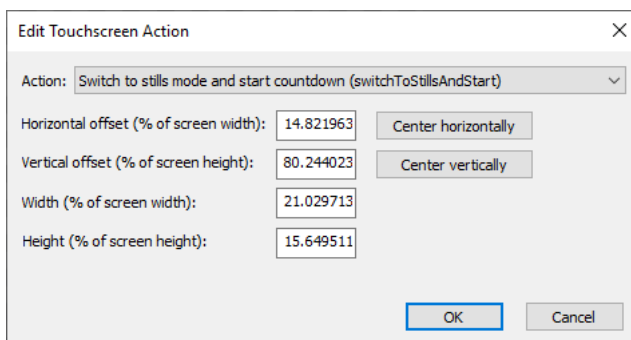 Edit Touchscreen Action
Action: Switch to stills mode and start countdown (switchToStillsAndStart)
Horizontal offset (% of screen width): 14.821963 Center horizontally
Vertical offset (% of screen height): 80.244023 Center vertically
Width (% of screen width): 21.029713
Height (% of screen height): 15.649511
OK Cancel